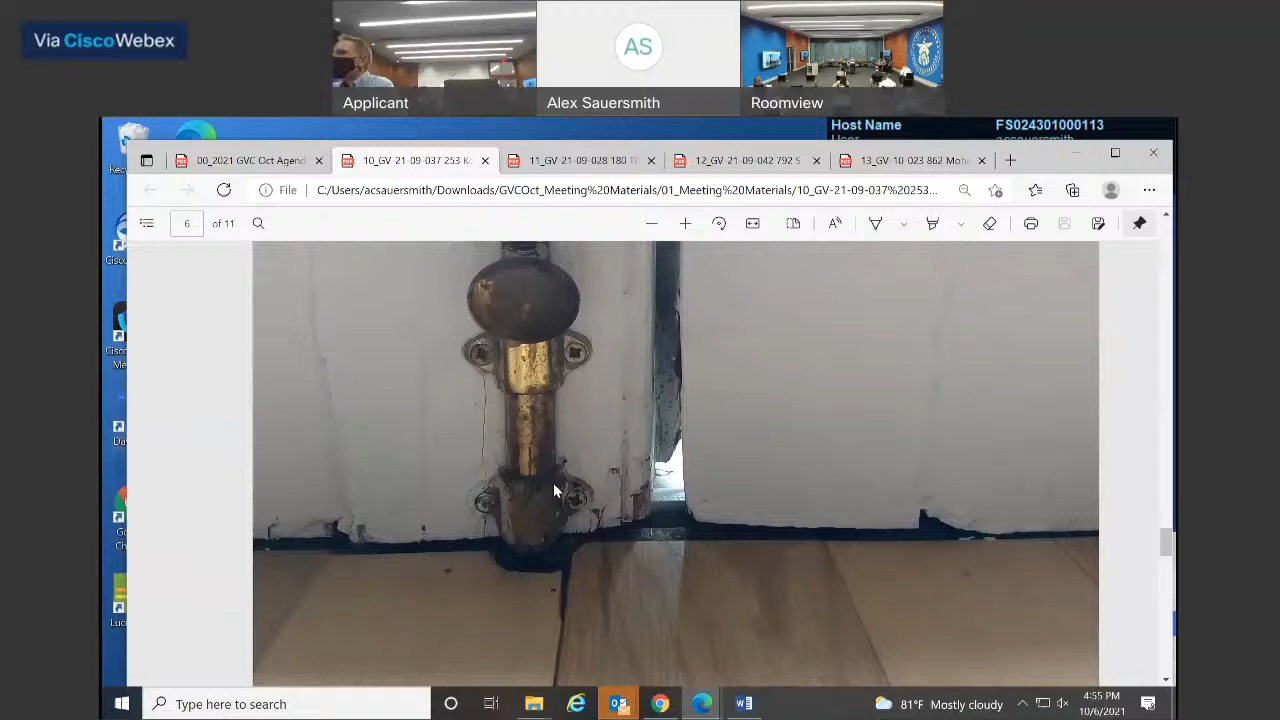 Via Cisco Webex
AS
Applicant
Alex Sauersmith
Roomview
Host Name FS024301000113
00_2021 GVC Oct Agend
10_GV-21-09-037 253 K
11_GV-21-09-028 180 T
12_GV-21-09-042 792 S
13_GV-10-023 862 Moh
File C:/Users/acsauersmith/Downloads/GVCOct_Meeting%20Materials/01_Meeting%20Materials/10_GV-21-09-037%20253...
6 of 11
Type here to search
81°F Mostly cloudy
4:55 PM
10/6/2021